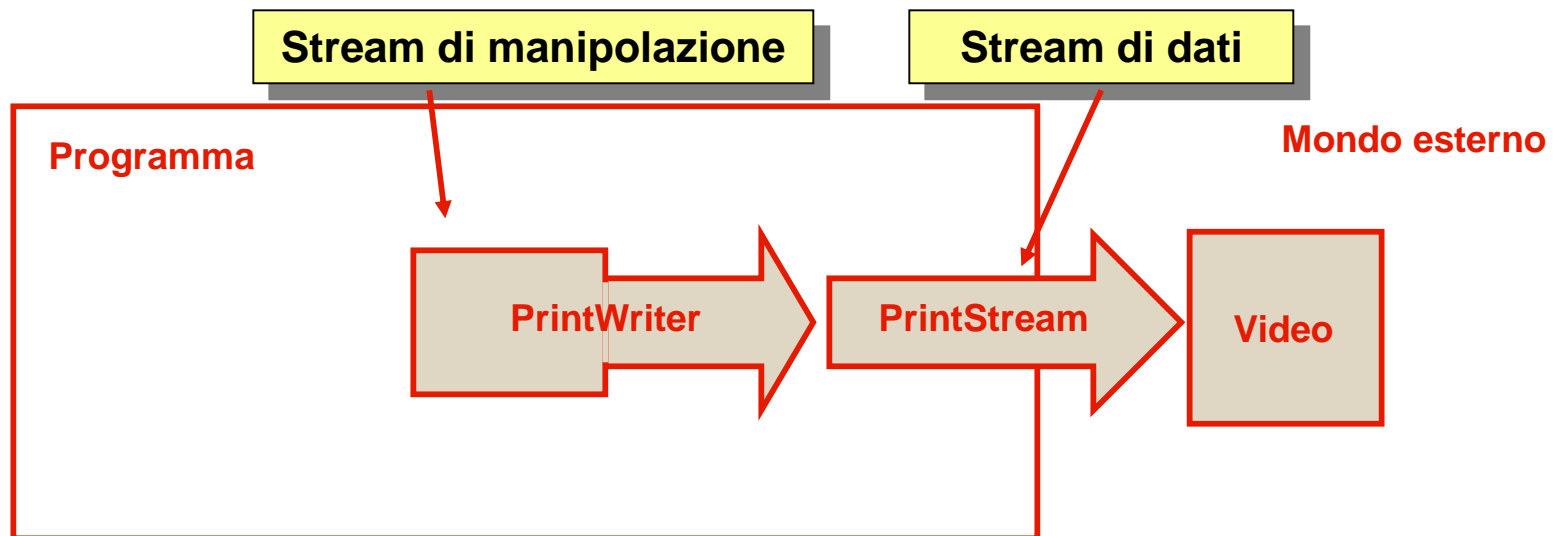 Stream di manipolazione
Stream di dati
Programma
Mondo esterno
PrintWriter
PrintStream
Video